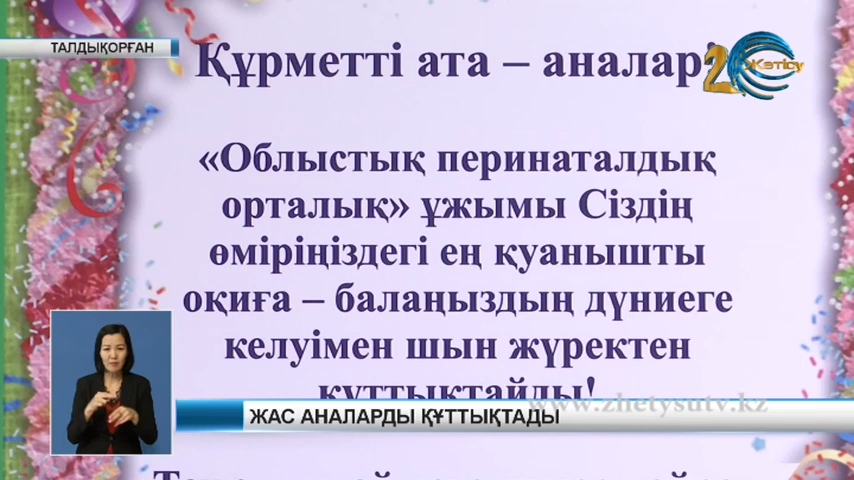 ТАЛДЫҚОРҒАН
Құрметті ата – аналар
20
Жетісу
«Облыстық перинаталдық
орталық» ұжымы Сіздің
өміріңіздегі ең қуанышты
оқиға – балаңыздың дүниеге
келуімен шын жүректен
құттықтайды!
www.zhetysutv.kz
ЖАС АНАЛАРДЫ ҚҰТТЫҚТАДЫ